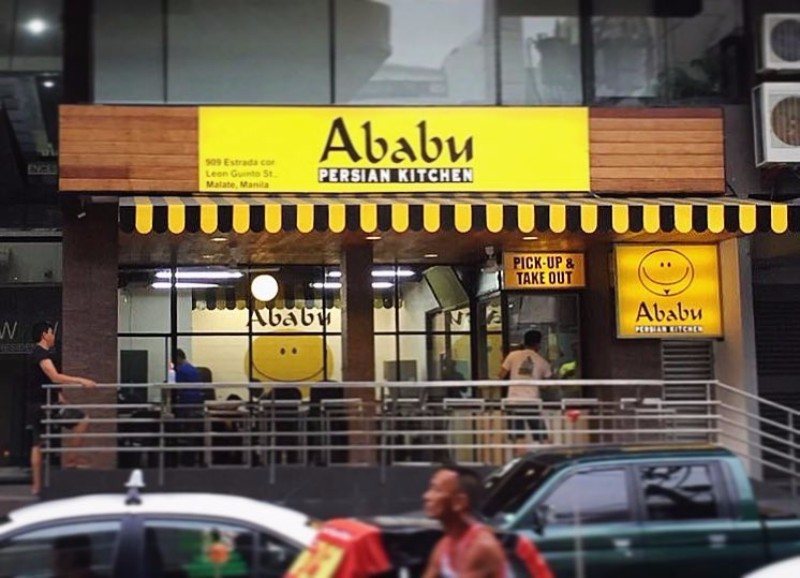 Ababu
PERSIAN KITCHEN
909 Estrada cor
Leon Guinto St.,
Malate, Manila
PICK-UP &
TAKE OUT
Ababu
PERSIAN KITCHEN
Ababu